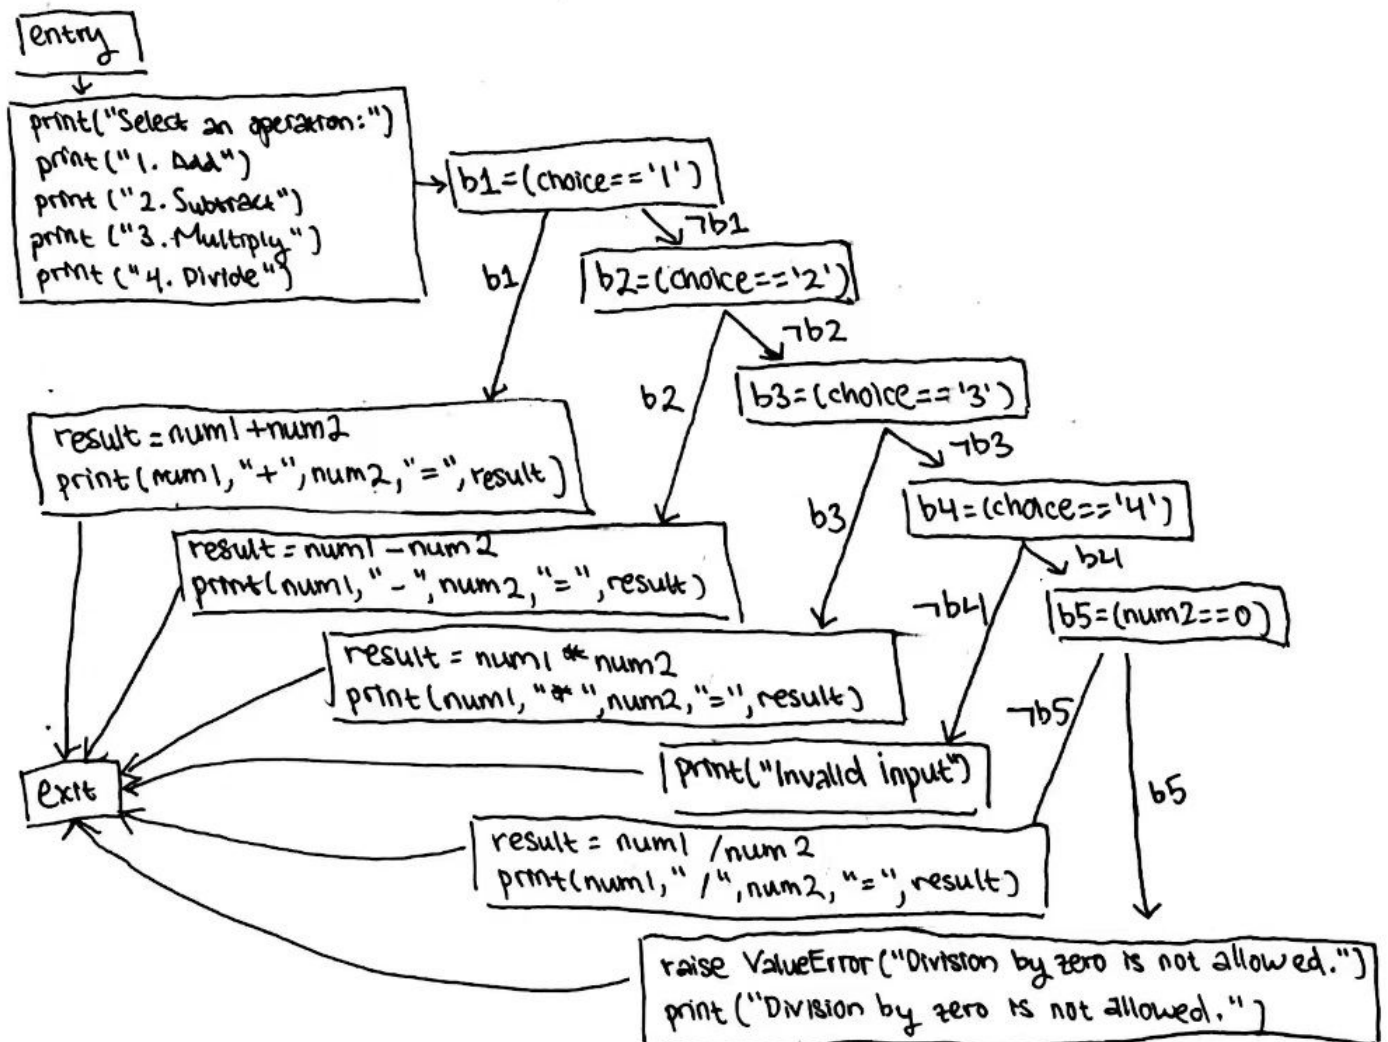 entry
print("Select an operation:")
print("1. Add")
print("2. Subtract")
print("3. Multiply")
print("4. Divide")
b1=(choice=='1')
b1
¬b1
b2=(choice=='2')
b2
¬b2
b3=(choice=='3')
b3
¬b3
b4=(choice=='4')
¬b4
b4
b5=(num2==0)
¬b5
b5
result=num1+num2
print(num1,"+",num2,"=",result)
result=num1-num2
print(num1,"-",num2,"=",result)
result = num1 * num2
print(num1,"*",num2,"=",result)
print("Invalid input")
exit
result = num1 /num2
print(num1,"/",num2,"=",result)
raise ValueError("Division by zero is not allowed.")
print("Division by zero is not allowed.")